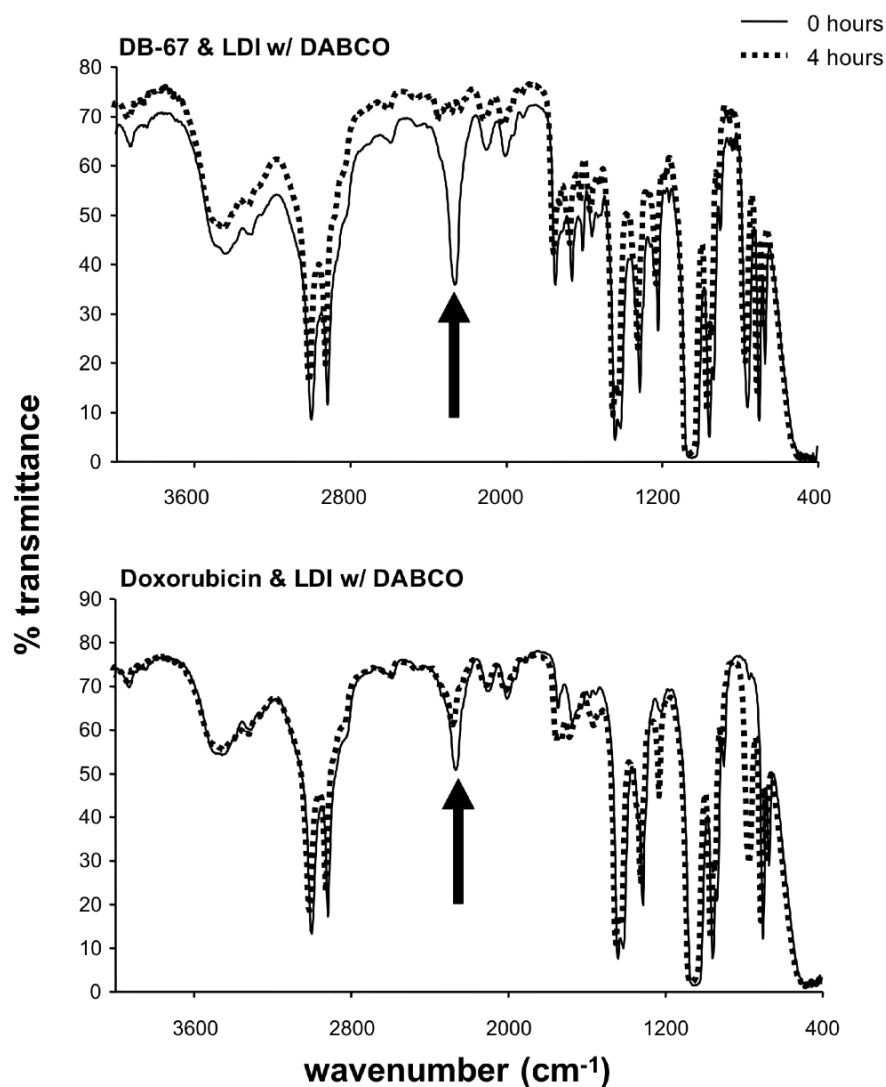 0 hours
4 hours
DB-67 & LDI w/ DABCO
80
70
60
50
40
30
20
10
0
3600 2800 2000 1200 400
% transmittance
Doxorubicin & LDI w/ DABCO
90
80
70
60
50
40
30
20
10
0
3600 2800 2000 1200 400
wavenumber (cm⁻¹)